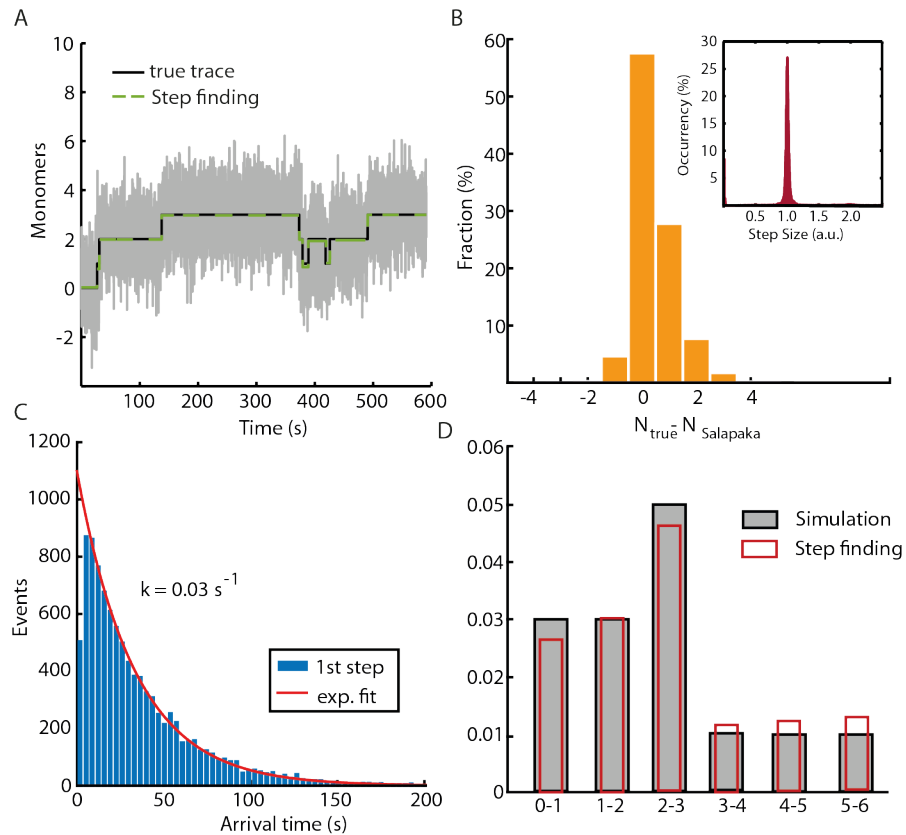 A
10
8
6
4
2
0
-2
Monomers
true trace
Step finding
100 200 300 400 500 600
Time (s)
B
60
50
40
30
20
10
Fraction (%)
-4 -2 0 2 4
N true - N Salapaka
30
25
20
15
10
5
Occurrency (%)
0.5 1.0 1.5 2.0
Step Size (a.u.)
C
1200
1000
800
600
400
200
0
Events
k = 0.03 s-1
1st step
exp. fit
0 50 100 150 200
Arrival time (s)
D
0.06
0.05
0.04
0.03
0.02
0.01
0
Simulation
Step finding
0-1 1-2 2-3 3-4 4-5 5-6